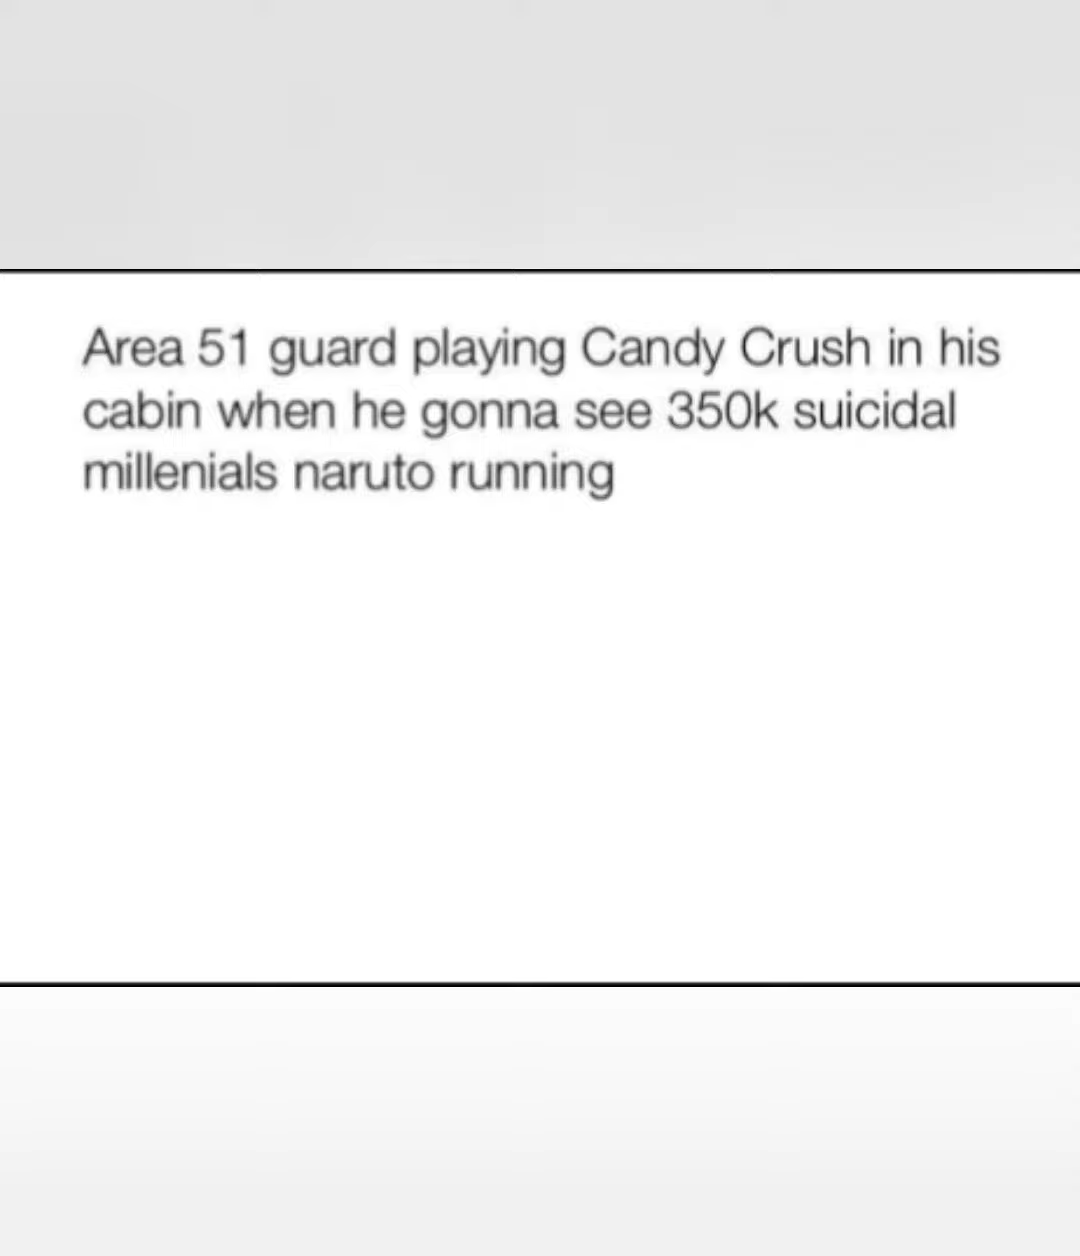 Area 51 guard playing Candy Crush in his
cabin when he gonna see 350k suicidal
millenials naruto running